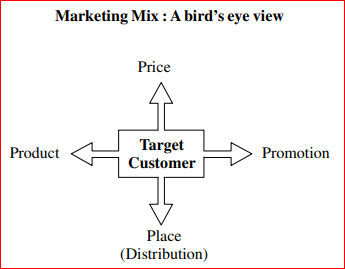 Marketing Mix : A bird's eye view
Price
Product
Target
Customer
Promotion
Place
(Distribution)